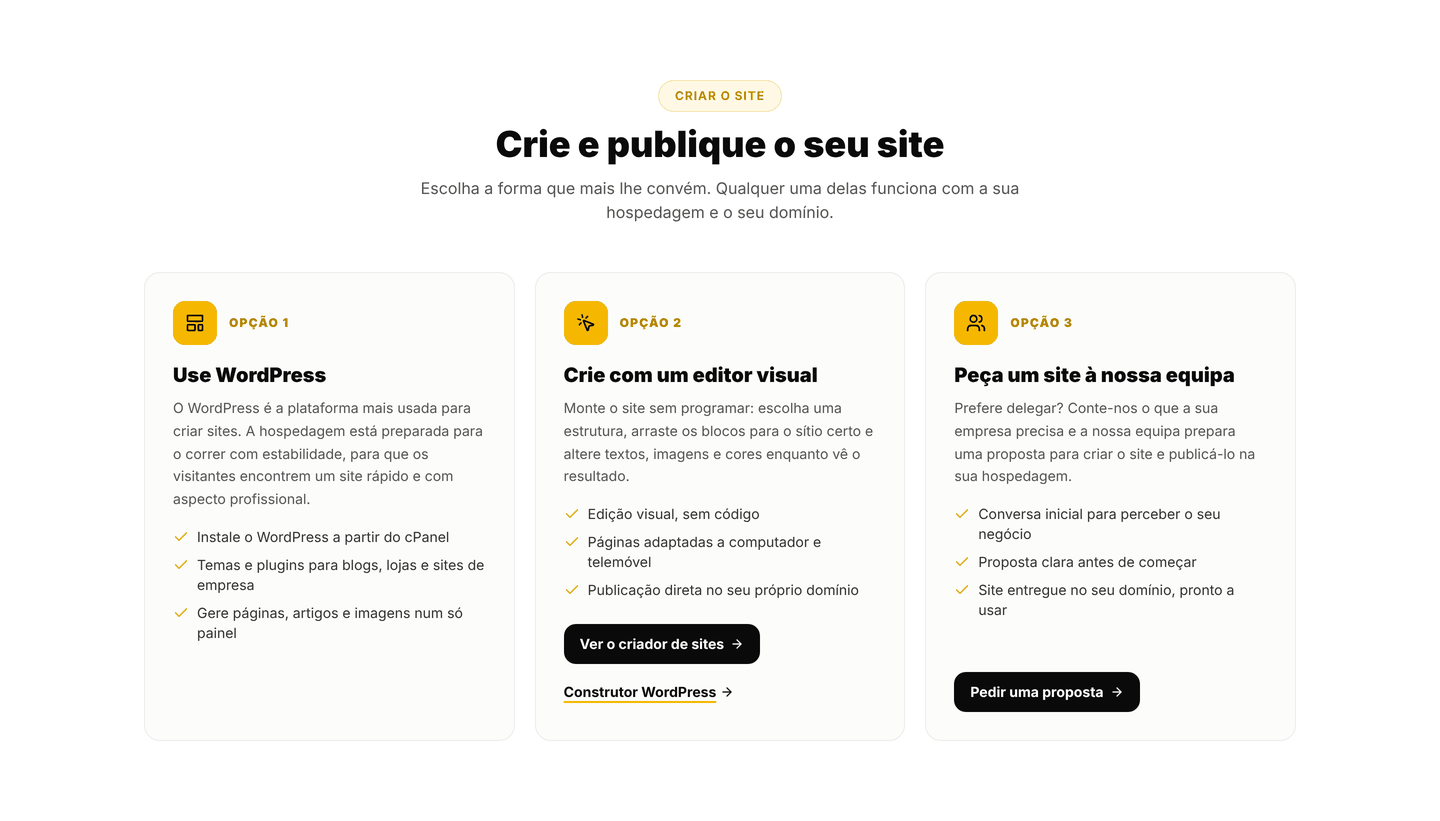 CRIAR O SITE
Crie e publique o seu site
Escolha a forma que mais lhe convém. Qualquer uma delas funciona com a sua
hospedagem e o seu domínio.
OPÇÃO 1
Use WordPress
O WordPress é a plataforma mais usada para
criar sites. A hospedagem está preparada para
o correr com estabilidade, para que os
visitantes encontrem um site rápido e com
aspecto profissional.
Instale o WordPress a partir do cPanel
Temas e plugins para blogs, lojas e sites de
empresa
Gere páginas, artigos e imagens num só
painel
OPÇÃO 2
Crie com um editor visual
Monte o site sem programar: escolha uma
estrutura, arraste os blocos para o sítio certo e
altere textos, imagens e cores enquanto vê o
resultado.
Edição visual, sem código
Páginas adaptadas a computador e
telemóvel
Publicação direta no seu próprio domínio
Ver o criador de sites →
Construtor WordPress →
OPÇÃO 3
Peça um site à nossa equipa
Prefere delegar? Conte-nos o que a sua
empresa precisa e a nossa equipa prepara
uma proposta para criar o site e publicá-lo na
sua hospedagem.
Conversa inicial para perceber o seu
negócio
Proposta clara antes de começar
Site entregue no seu domínio, pronto a
usar
Pedir uma proposta →